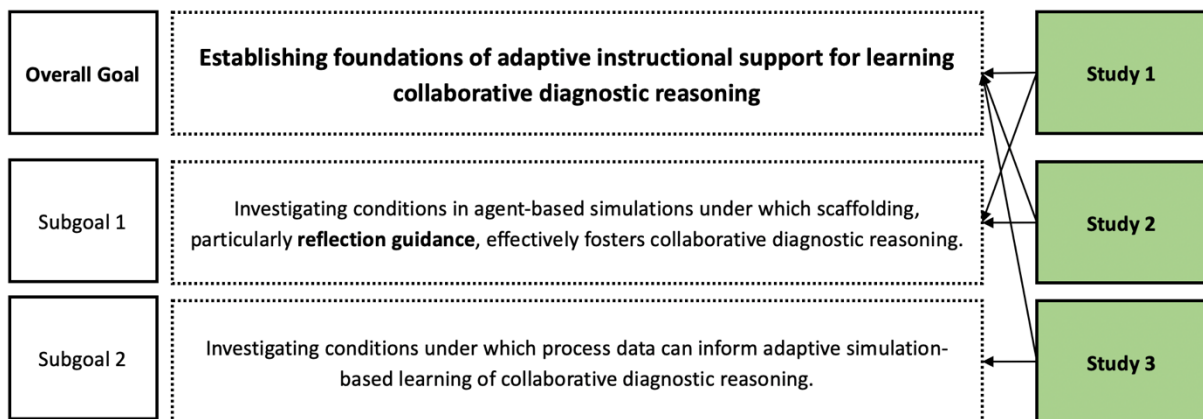 Overall Goal
Establishing foundations of adaptive instructional support for learning
collaborative diagnostic reasoning
Study 1
Subgoal 1
Investigating conditions in agent-based simulations under which scaffolding,
particularly reflection guidance, effectively fosters collaborative diagnostic reasoning.
Study 2
Subgoal 2
Investigating conditions under which process data can inform adaptive simulation-
based learning of collaborative diagnostic reasoning.
Study 3